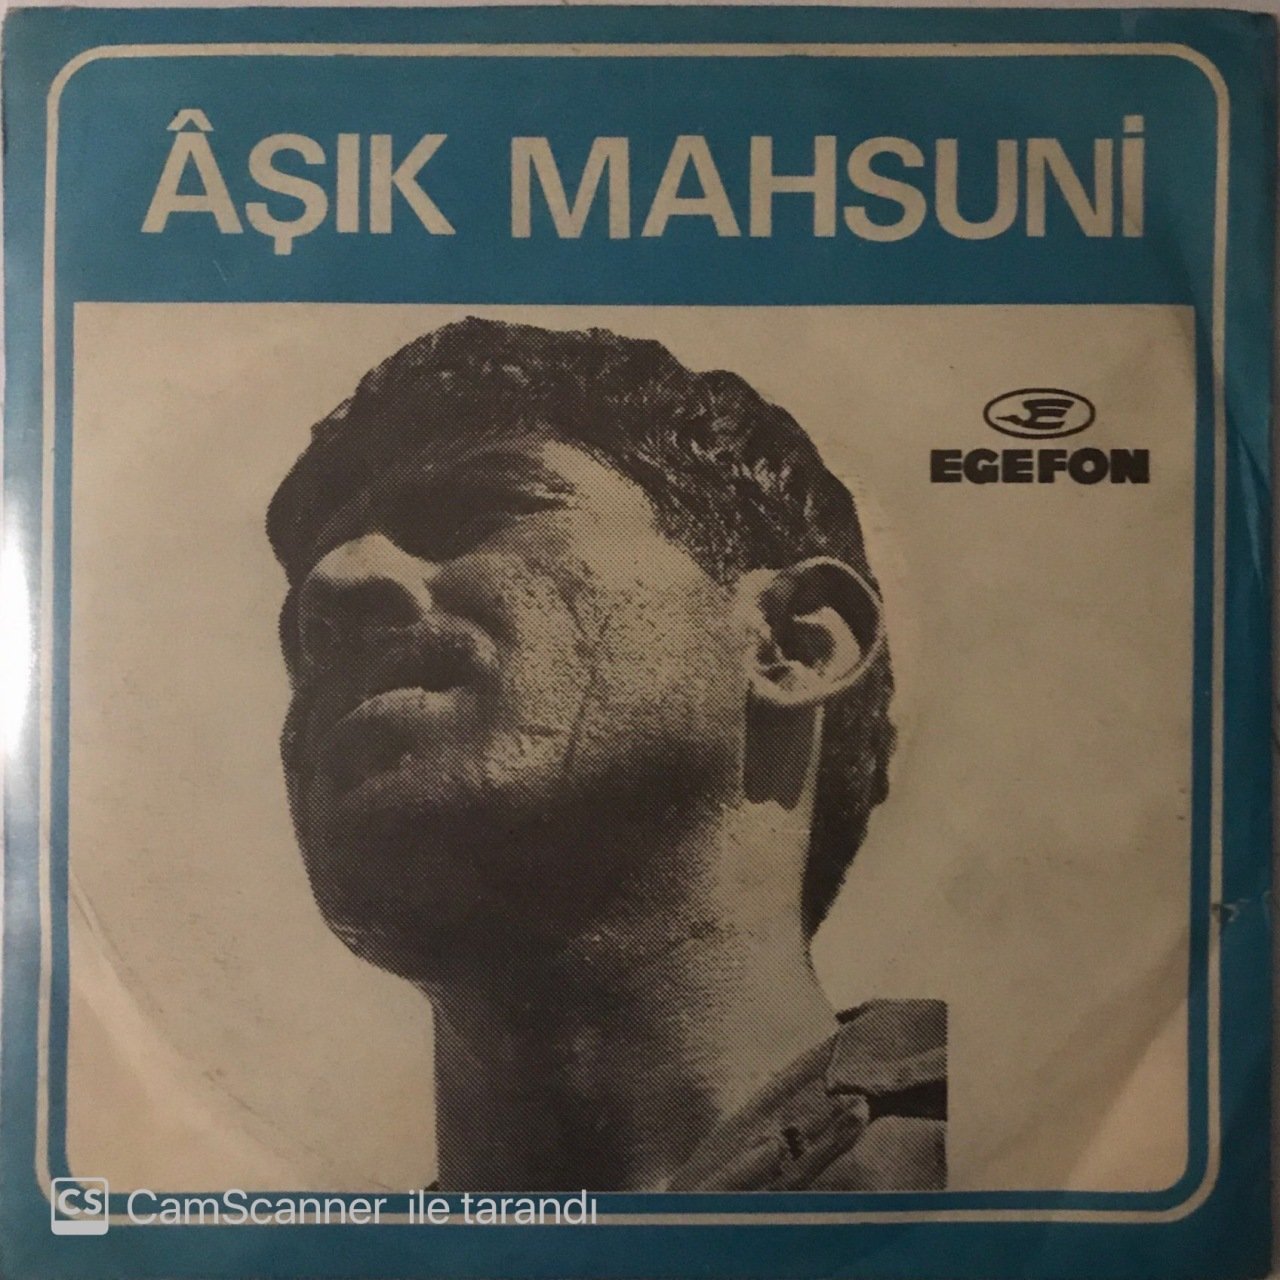 ÂŞIK MAHSUNİ
EGEFON
CS CamScanner ile tarandı